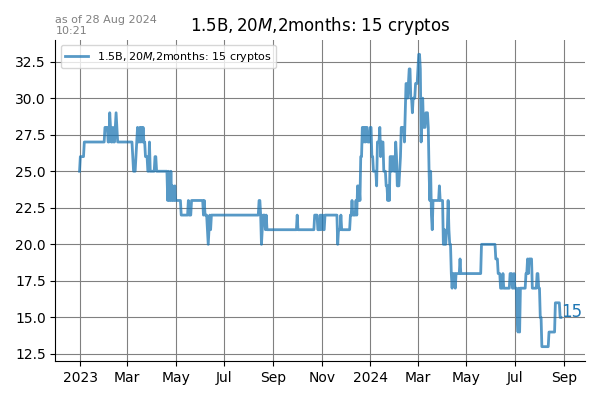 as of 28 Aug 2024
10:21
1.5B, 20M,2months: 15 cryptos
1.5B, 20M,2months: 15 cryptos
32.5
30.0
27.5
25.0
22.5
20.0
17.5
15.0
12.5
15
2023 Mar May Jul Sep Nov 2024 Mar May Jul Sep